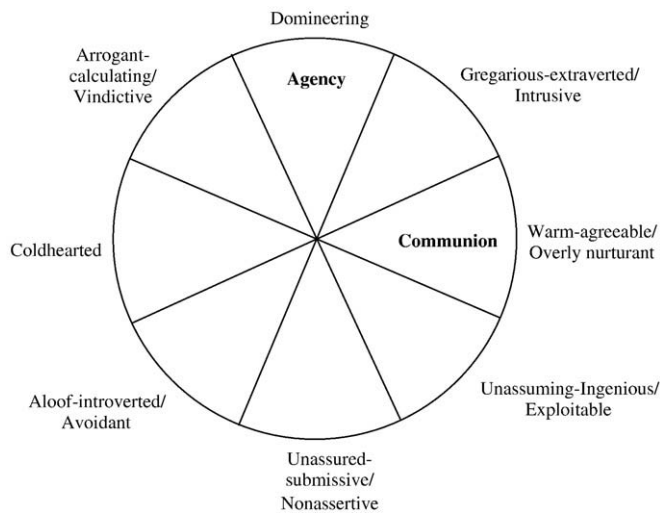 Domineering
Arrogant-
calculating/
Vindictive
Agency
Gregarious-extraverted/
Intrusive
Coldhearted
Communion
Warm-agreeable/
Overly nurturant
Aloof-introverted/
Avoidant
Unassuming-Ingenious/
Exploitable
Unassured-
submissive/
Nonassertive